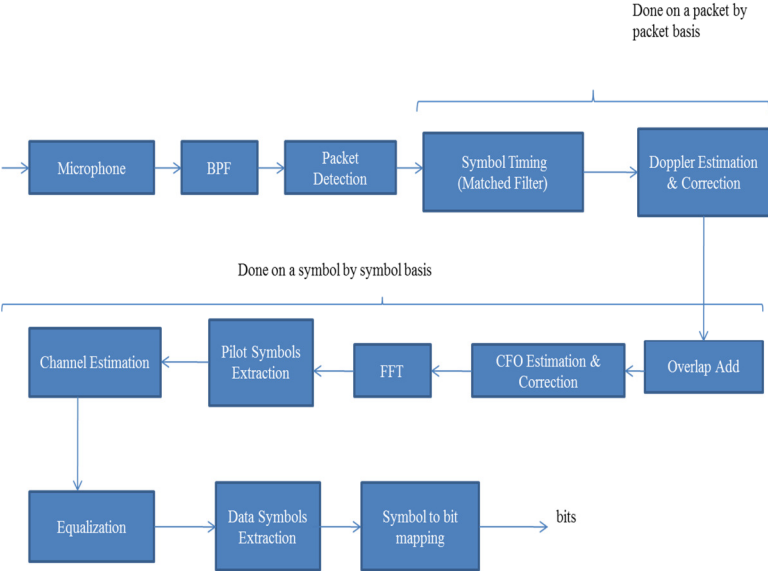 Done on a packet by
packet basis
Microphone
BPF
Packet
Detection
Symbol Timing
(Matched Filter)
Doppler Estimation
& Correction
Done on a symbol by symbol basis
Channel Estimation
Pilot Symbols
Extraction
FFT
CFO Estimation &
Correction
Overlap Add
Equalization
Data Symbols
Extraction
Symbol to bit
mapping
bits